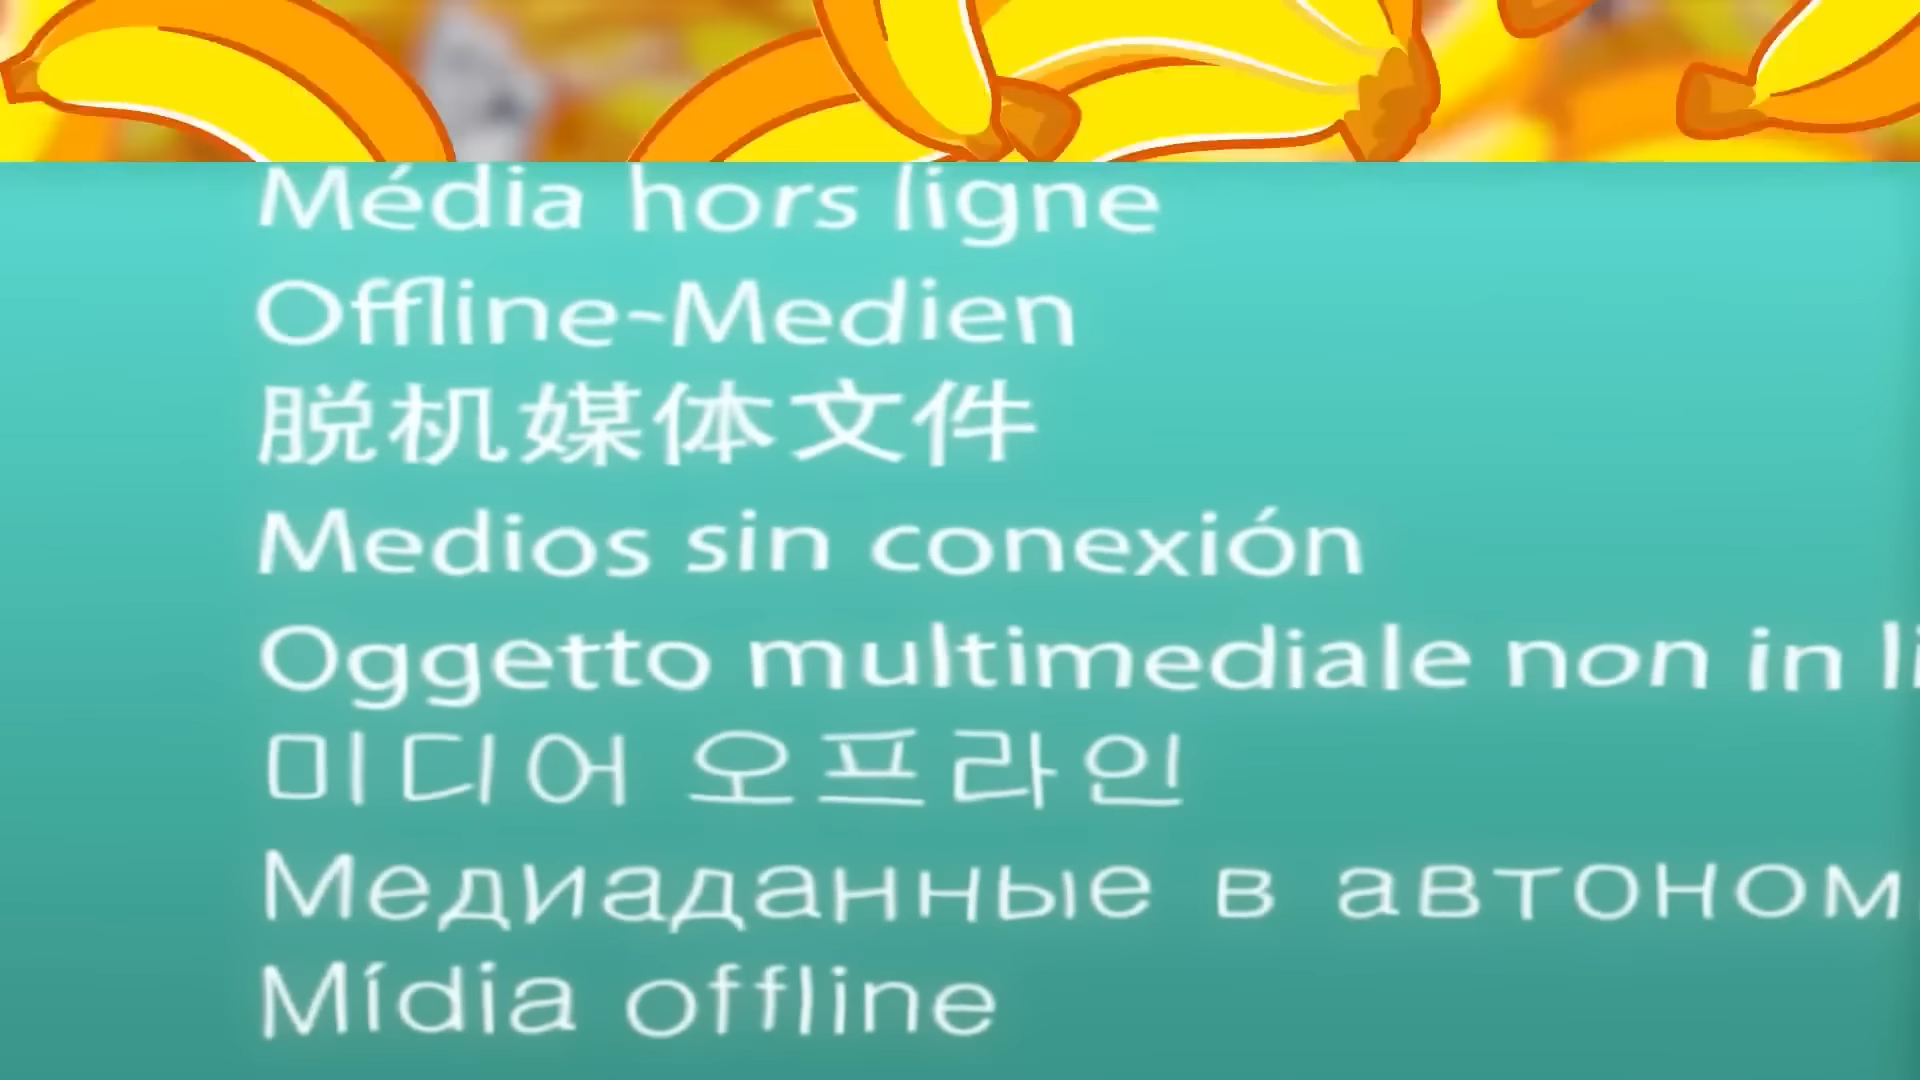 Média hors ligne
Offline-Medien
脱机媒体文件
Medios sin conexión
Oggetto multimediale non in li
미디어 오프라인
Медиаданные в автоном
Mídia offline